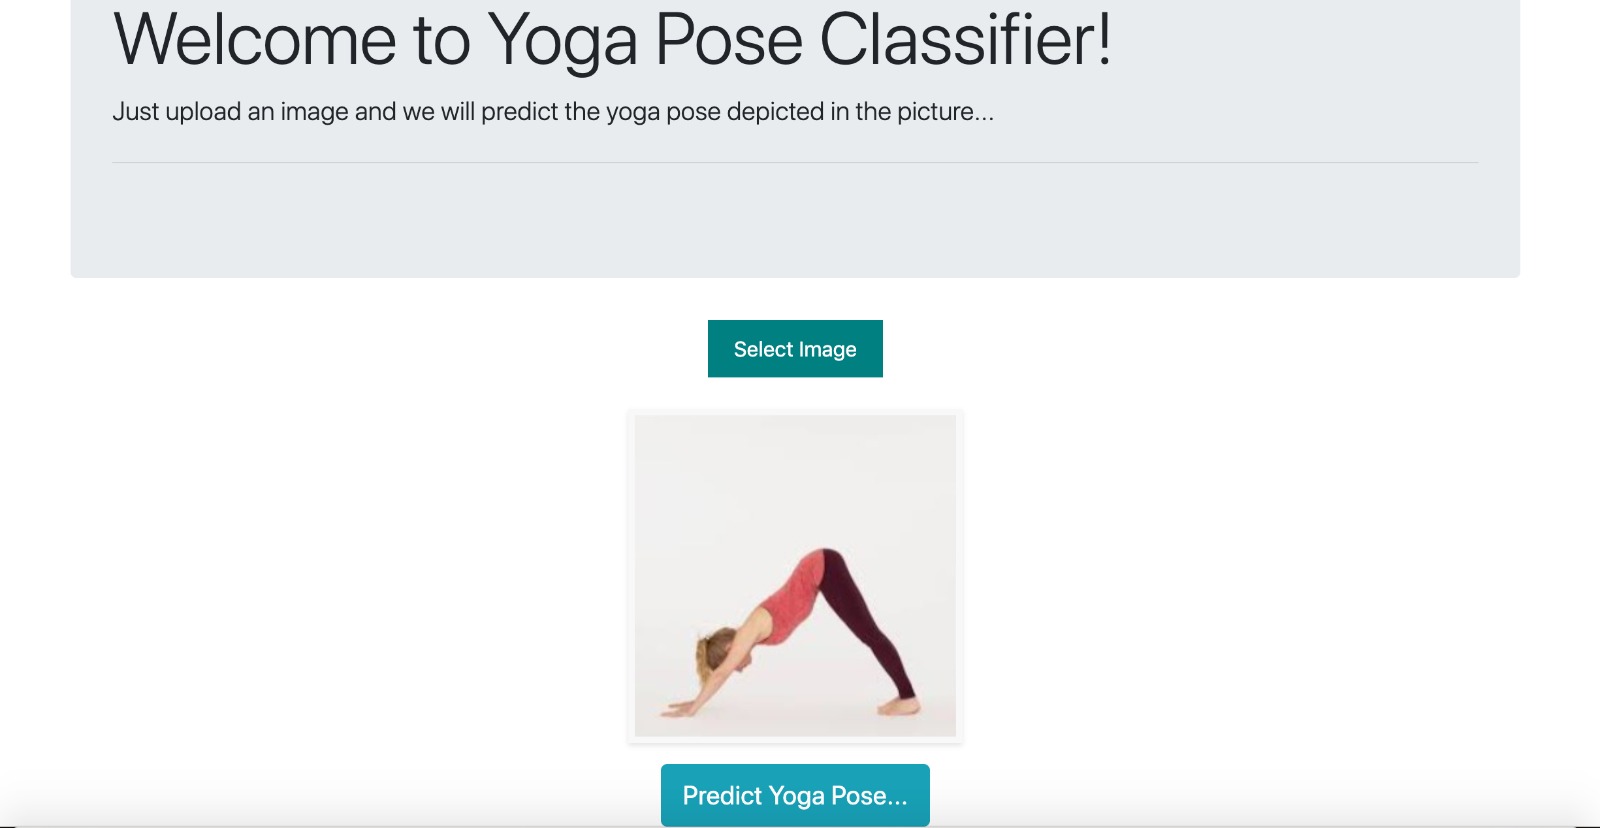 Welcome to Yoga Pose Classifier!
Just upload an image and we will predict the yoga pose depicted in the picture...
Select Image
Predict Yoga Pose...